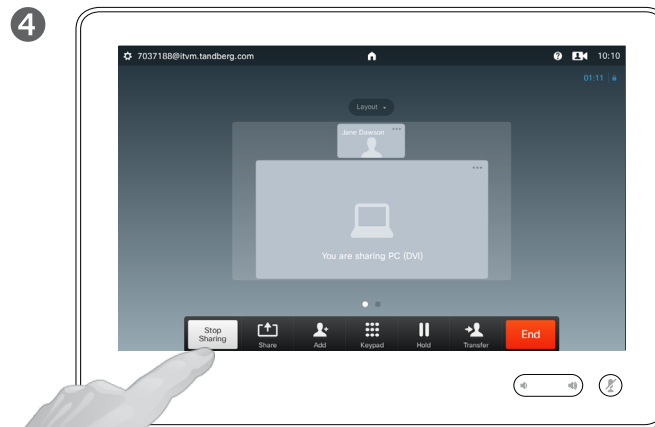 4
7037188@itvm.tandberg.com
10:10
01:11
Layout
Jane Dawson
You are sharing PC (DVI)
Stop
Sharing
Share
Add
Keypad
Hold
Transfer
End